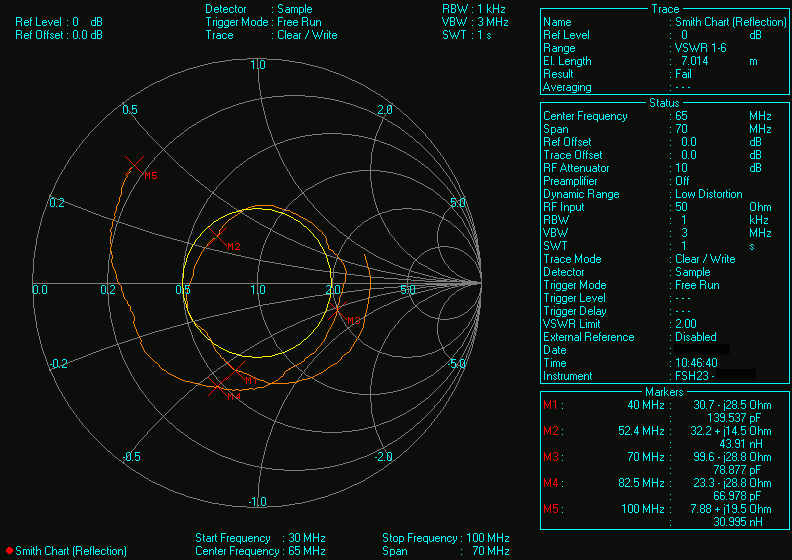 Ref Level : 0 dB
Ref Offset : 0.0 dB
Detector : Sample
Trigger Mode : Free Run
Trace : Clear / Write
RBW : 1 kHz
VBW : 3 MHz
SWT : 1 s
1.0
0.5
2.0
M5
0.2
5.0
M2
0.0
0.2
0.5
1.0
2.0
5.0
M3
-0.2
-5.0
M1
M4
-0.5
-2.0
-1.0
Start Frequency : 30 MHz
Center Frequency : 65 MHz
Stop Frequency : 100 MHz
Span : 70 MHz
Smith Chart (Reflection)
Trace
Name : Smith Chart (Reflection)
Ref Level : 0 dB
Range : VSWR 1-6
El. Length : 7.014 m
Result : Fail
Averaging : - - -
Status
Center Frequency : 65 MHz
Span : 70 MHz
Ref Offset : 0.0 dB
Trace Offset : 0.0 dB
RF Attenuator : 10 dB
Preamplifier : Off
Dynamic Range : Low Distortion
RF Input : 50 Ohm
RBW : 1 kHz
VBW : 3 MHz
SWT : 1 s
Trace Mode : Clear / Write
Detector : Sample
Trigger Mode : Free Run
Trigger Level : - - -
Trigger Delay : - - -
VSWR Limit : 2.00
External Reference : Disabled
Date :
Time : 10:46:40
Instrument : FSH23 -
Markers
M1 : 40 MHz : 30.7 - j28.5 Ohm
: 139.537 pF
M2 : 52.4 MHz : 32.2 + j14.5 Ohm
: 43.91 nH
M3 : 70 MHz : 99.6 - j28.8 Ohm
: 78.877 pF
M4 : 82.5 MHz : 23.3 - j28.8 Ohm
: 66.978 pF
M5 : 100 MHz : 7.88 + j19.5 Ohm
: 30.995 nH